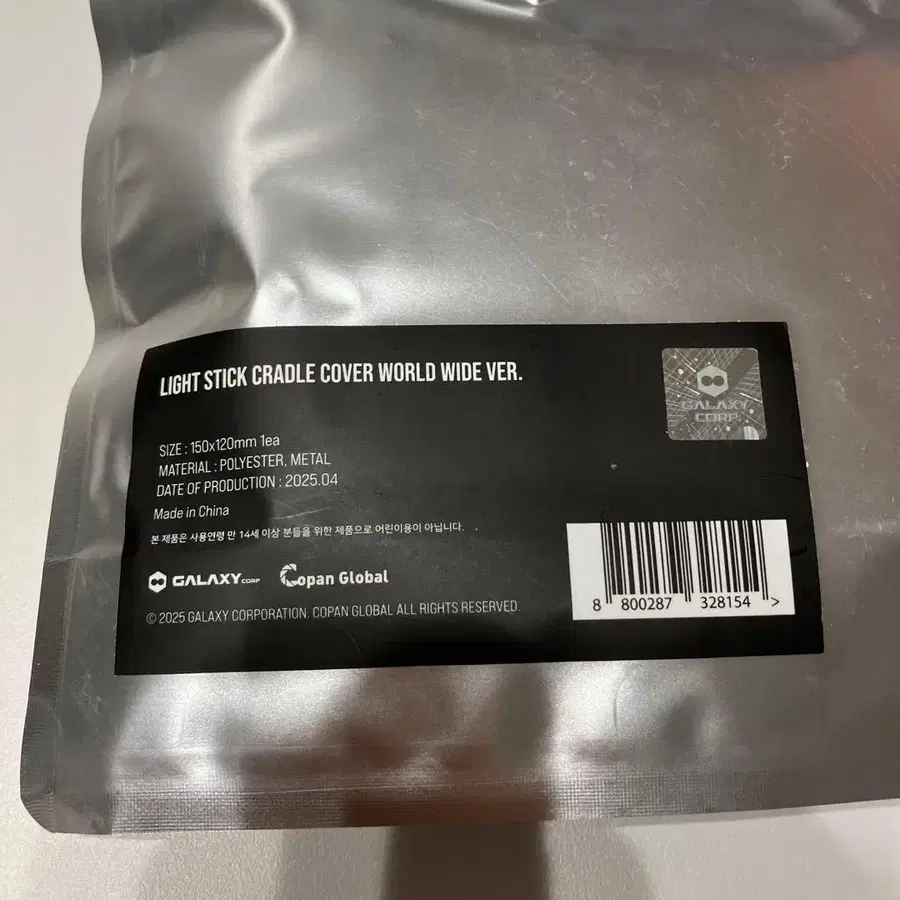 LIGHT STICK CRADLE COVER WORLD WIDE VER.
GALAXY
CORP.
SIZE : 150x120mm 1ea
MATERIAL : POLYESTER, METAL
DATE OF PRODUCTION : 2025.04
Made in China
본 제품은 사용연령 만 14세 이상 분들을 위한 제품으로 어린이용이 아닙니다.
GALAXY CORP Copan Global
© 2025 GALAXY CORPORATION. COPAN GLOBAL ALL RIGHTS RESERVED.
8 800287 328154 >